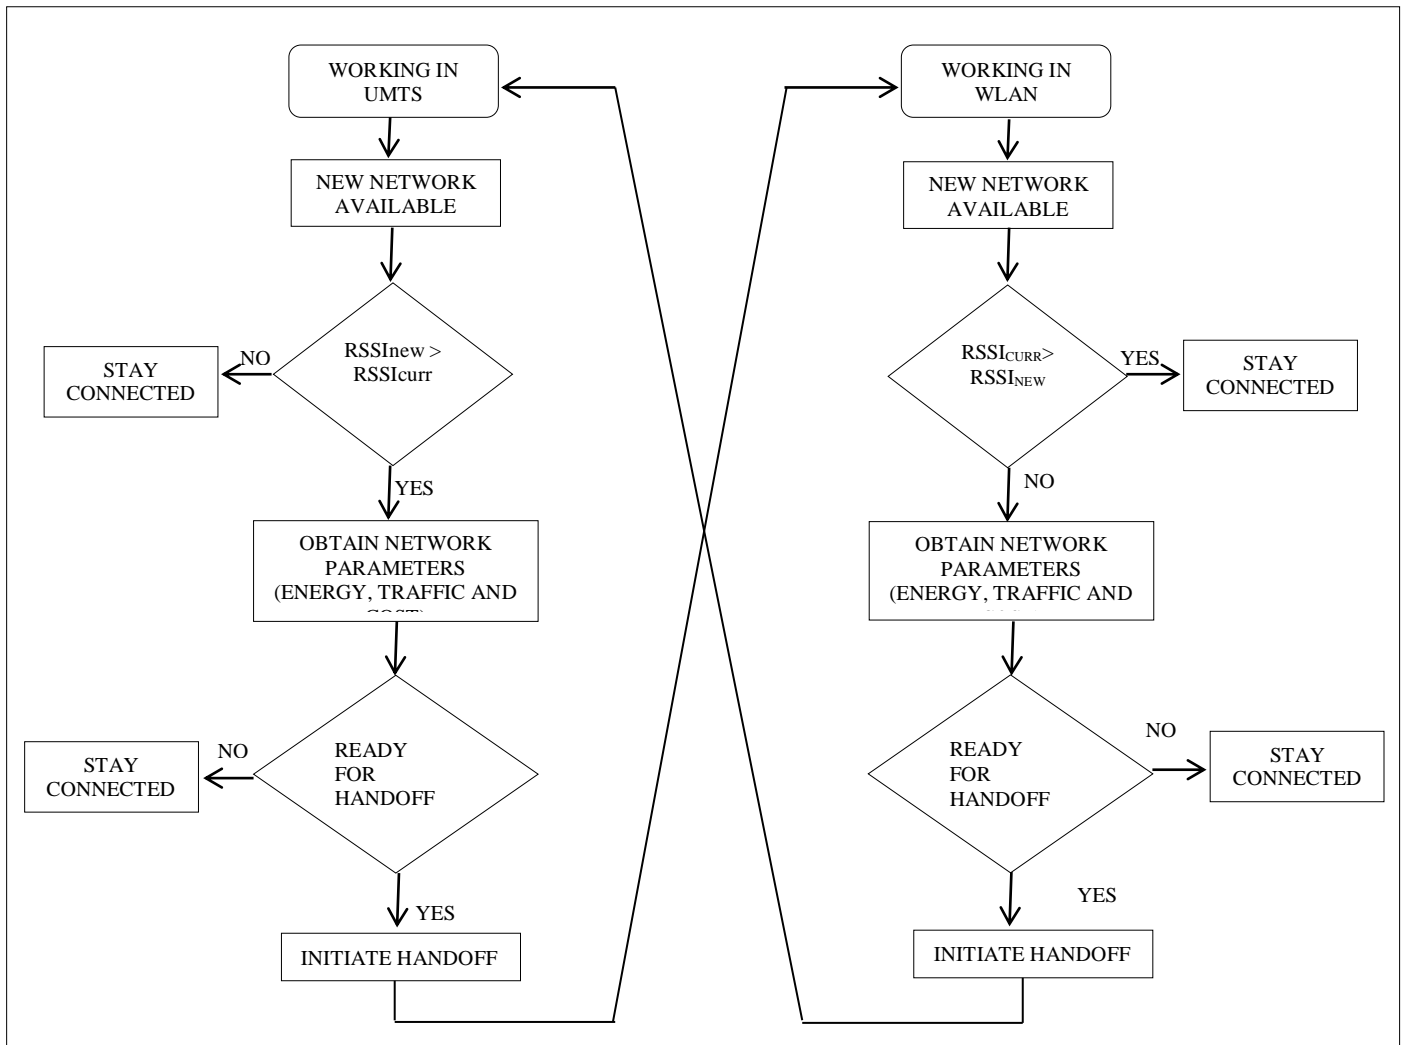 WORKING IN
UMTS
NEW NETWORK
AVAILABLE
RSSInew >
RSSIcurr
NO
STAY
CONNECTED
YES
OBTAIN NETWORK
PARAMETERS
(ENERGY, TRAFFIC AND
COST)
READY
FOR
HANDOFF
NO
STAY
CONNECTED
YES
INITIATE HANDOFF
WORKING IN
WLAN
NEW NETWORK
AVAILABLE
RSSICURR>
RSSINEW
YES
STAY
CONNECTED
NO
OBTAIN NETWORK
PARAMETERS
(ENERGY, TRAFFIC AND
READY
FOR
HANDOFF
NO
STAY
CONNECTED
YES
INITIATE HANDOFF